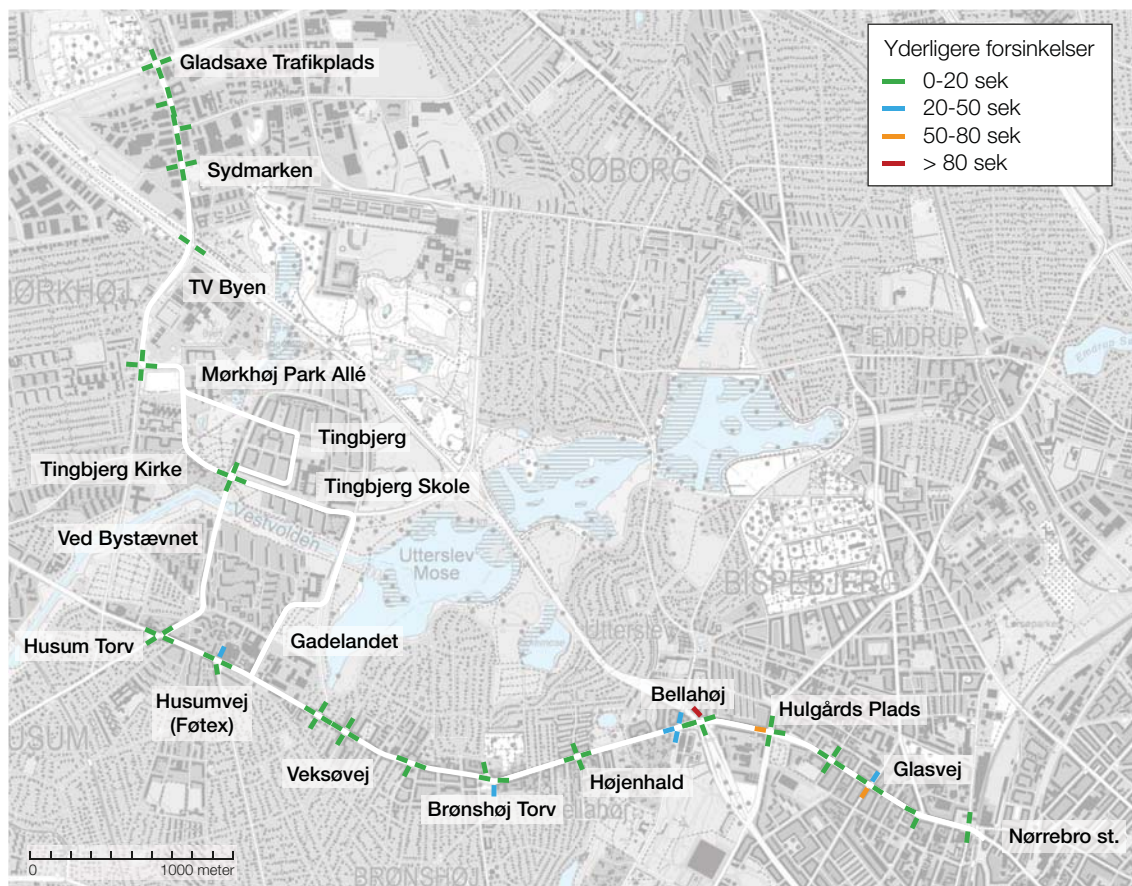 Yderligere forsinkelser
0-20 sek
20-50 sek
50-80 sek
> 80 sek
Gladsaxe Trafikplads
Sydmarken
SØBORG
TV Byen
MØRKHØJ
EMDRUP
Mørkhøj Park Allé
Tingbjerg
Tingbjerg Kirke
Tingbjerg Skole
Vestvolden
Ved Bystævnet
Utterslev
Mose
BISPEBJERG
Husum Torv
Gadelandet
Husumvej
(Føtex)
Bellahøj
Hulgårds Plads
Veksøvej
Glasvej
Højenhald
Brønshøj Torv
Nørrebro st.
0
1000 meter
BRØNSHØJ